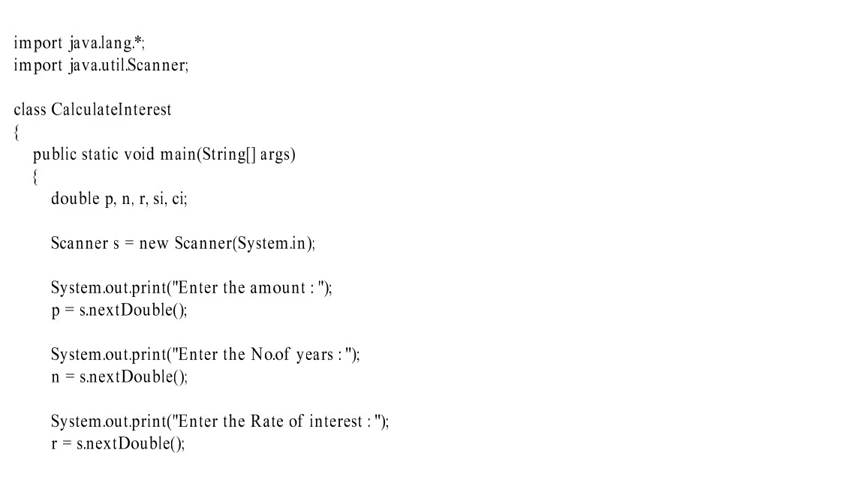 import java.lang.*;
import java.util.Scanner;
class CalculateInterest
{
public static void main(String[] args)
{
double p, n, r, si, ci;
Scanner s = new Scanner(System.in);
System.out.print("Enter the amount : ");
p = s.nextDouble();
System.out.print("Enter the No.of years : ");
n = s.nextDouble();
System.out.print("Enter the Rate of interest : ");
r = s.nextDouble();